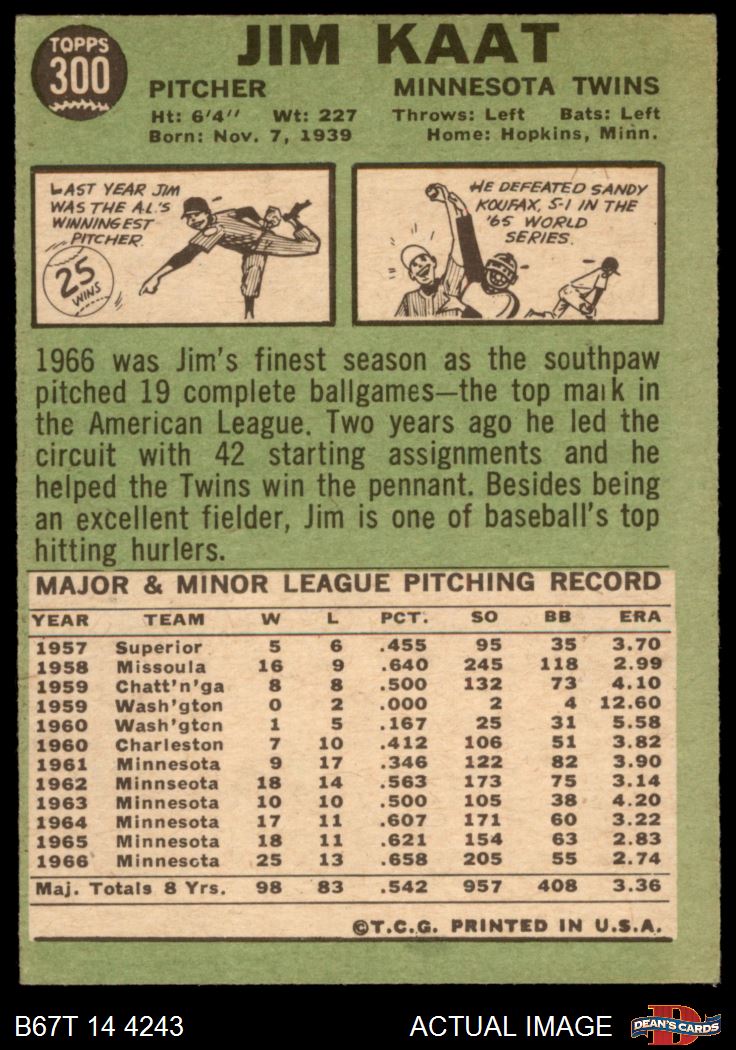 TOPPS
300
JIM KAAT
PITCHER MINNESOTA TWINS
Ht: 6'4" Wt: 227 Throws: Left Bats: Left
Born: Nov. 7, 1939 Home: Hopkins, Minn.
LAST YEAR JIM
WAS THE A.L.'S
WINNINGEST
PITCHER.
25
WINS
HE DEFEATED SANDY
KOUFAX, 5-1 IN THE
'65 WORLD
SERIES.
1966 was Jim's finest season as the southpaw
pitched 19 complete ballgames—the top mark in
the American League. Two years ago he led the
circuit with 42 starting assignments and he
helped the Twins win the pennant. Besides being
an excellent fielder, Jim is one of baseball's top
hitting hurlers.
MAJOR & MINOR LEAGUE PITCHING RECORD
YEAR TEAM W L PCT. SO BB ERA
1957 Superior 5 6 .455 95 35 3.70
1958 Missoula 16 9 .640 245 118 2.99
1959 Chatt'n'ga 8 8 .500 132 73 4.10
1959 Wash'gton 0 2 .000 2 4 12.60
1960 Wash'gton 1 5 .167 25 31 5.58
1960 Charleston 7 10 .412 106 51 3.82
1961 Minnesota 9 17 .346 122 82 3.90
1962 Minnseota 18 14 .563 173 75 3.14
1963 Minnesota 10 10 .500 105 38 4.20
1964 Minnesota 17 11 .607 171 60 3.22
1965 Minnesota 18 11 .621 154 63 2.83
1966 Minnesota 25 13 .658 205 55 2.74
Maj. Totals 8 Yrs. 98 83 .542 957 408 3.36
©T.C.G. PRINTED IN U.S.A.
B67T 14 4243 ACTUAL IMAGE DEAN'S CARDS